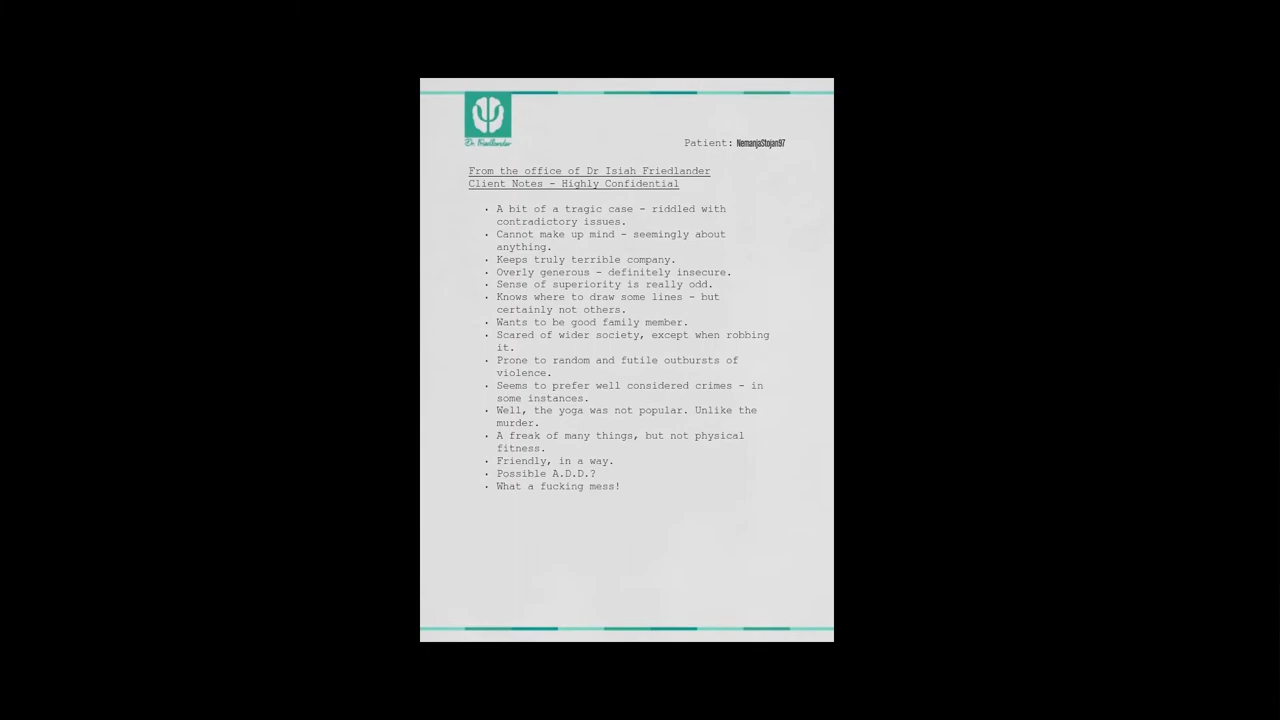 Dr. Friedlander
Patient: NemanjaStojan97
From the office of Dr Isiah Friedlander
Client Notes - Highly Confidential
• A bit of a tragic case - riddled with
contradictory issues.
• Cannot make up mind - seemingly about
anything.
• Keeps truly terrible company.
• Overly generous - definitely insecure.
• Sense of superiority is really odd.
• Knows where to draw some lines - but
certainly not others.
• Wants to be good family member.
• Scared of wider society, except when robbing
it.
• Prone to random and futile outbursts of
violence.
• Seems to prefer well considered crimes - in
some instances.
• Well, the yoga was not popular. Unlike the
murder.
• A freak of many things, but not physical
fitness.
• Friendly, in a way.
• Possible A.D.D.?
• What a fucking mess!